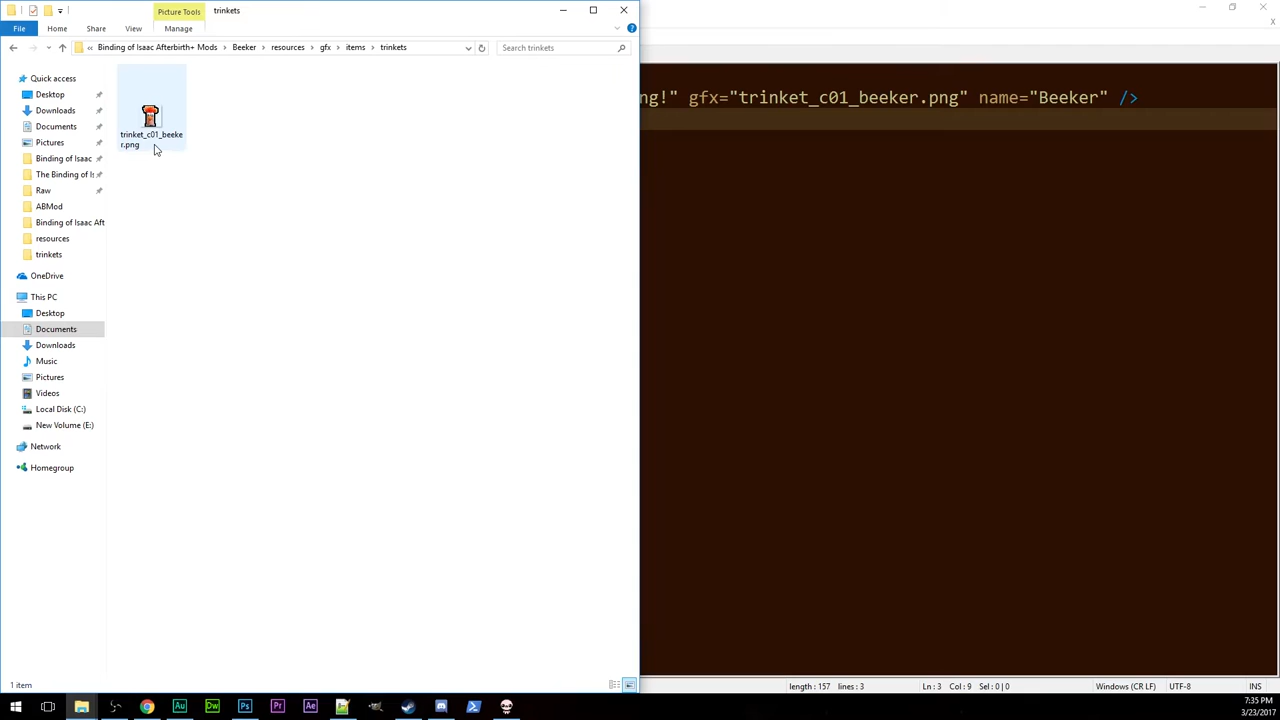 Picture Tools
trinkets
File
Home
Share
View
Manage
« Binding of Isaac Afterbirth+ Mods > Beeker > resources > gfx > items > trinkets
Search trinkets
ng!" gfx="trinket_c01_beeker.png" name="Beeker" />
Quick access
Desktop
Downloads
Documents
Pictures
Binding of Isaac
The Binding of Is
Raw
ABMod
Binding of Isaac Aft
resources
trinkets
OneDrive
This PC
Desktop
Documents
Downloads
Music
Pictures
Videos
Local Disk (C:)
New Volume (E:)
Network
Homegroup
trinket_c01_beeke
r.png
1 item
length : 157 lines : 3
Ln : 3 Col : 9 Sel : 0 | 0
Windows (CR LF)
UTF-8
INS
7:35 PM
3/23/2017